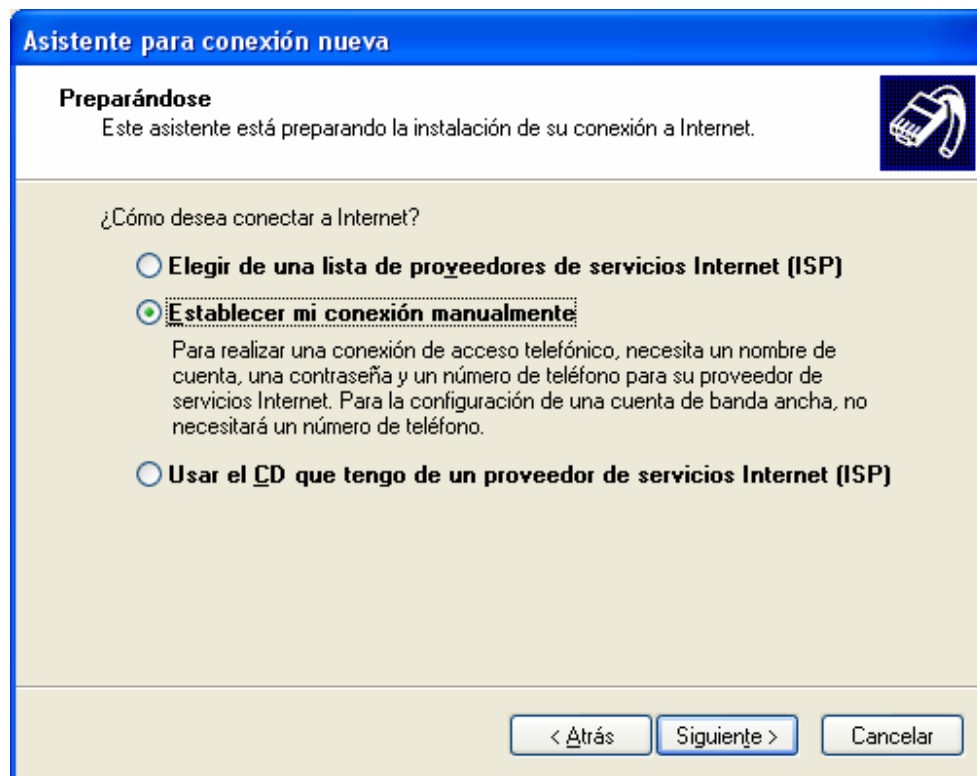 Asistente para conexión nueva
Preparándose
Este asistente está preparando la instalación de su conexión a Internet.
¿Cómo desea conectar a Internet?
Elegir de una lista de proveedores de servicios Internet (ISP)
Establecer mi conexión manualmente
Para realizar una conexión de acceso telefónico, necesita un nombre de
cuenta, una contraseña y un número de teléfono para su proveedor de
servicios Internet. Para la configuración de una cuenta de banda ancha, no
necesitará un número de teléfono.
Usar el CD que tengo de un proveedor de servicios Internet (ISP)
< Atrás
Siguiente >
Cancelar